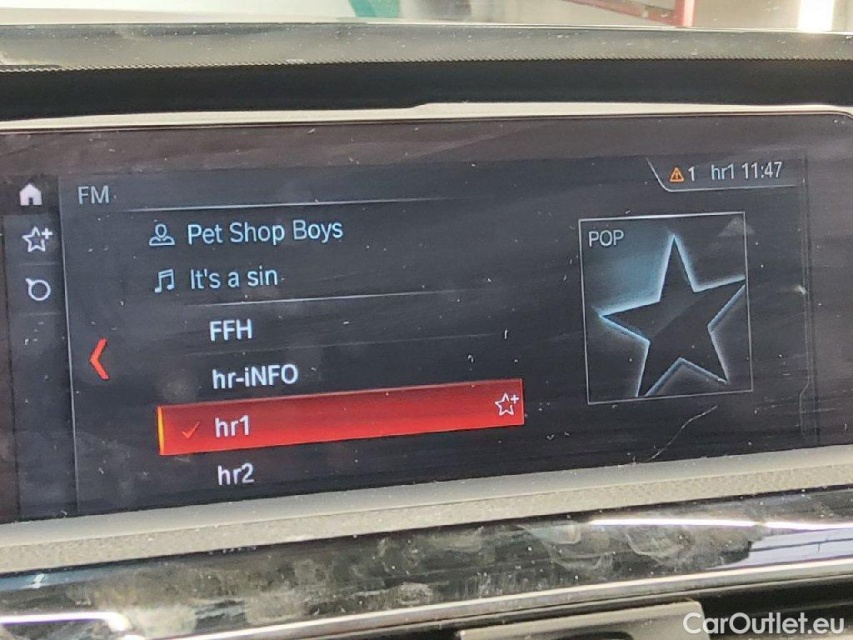 FM
1 hr1 11:47
Pet Shop Boys
It's a sin
POP
FFH
hr-iNFO
hr1
hr2
CarOutlet.eu